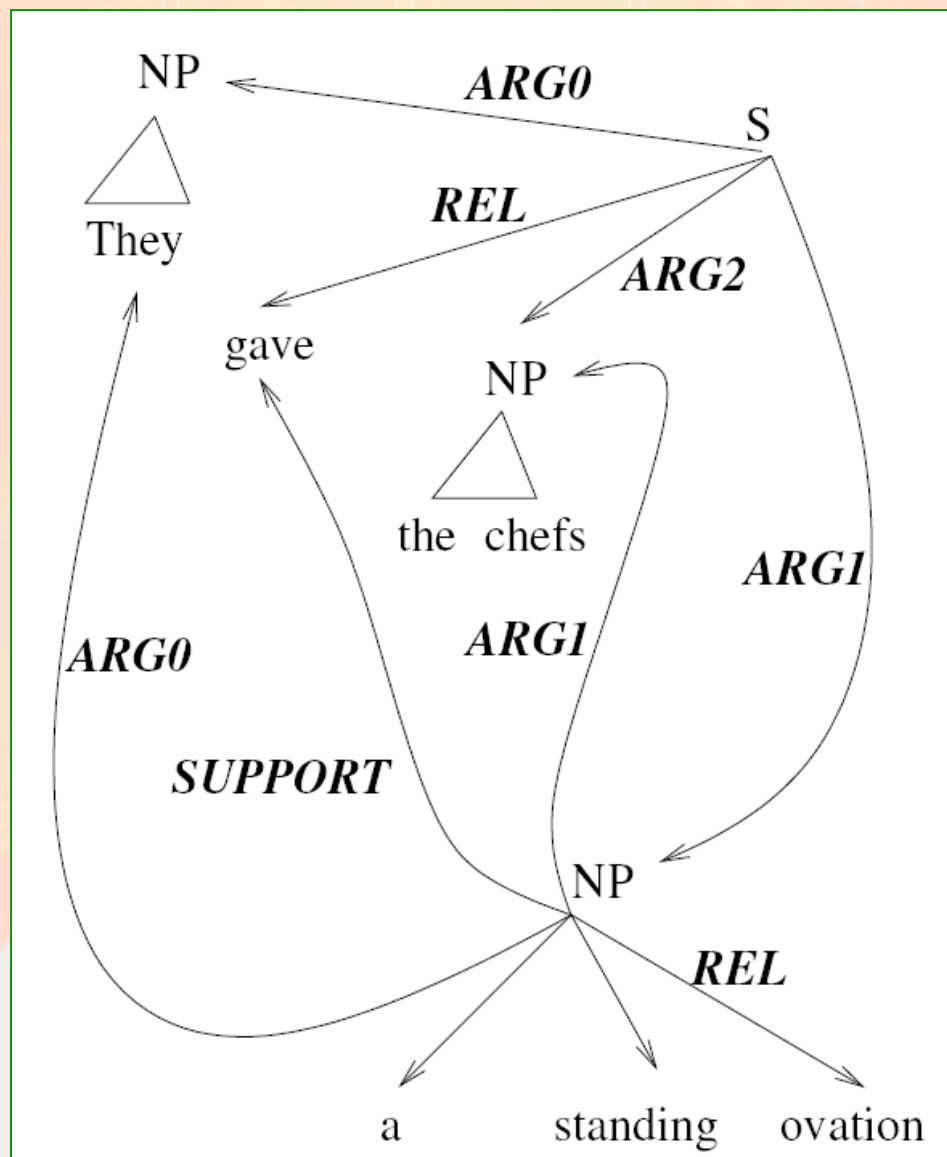 NP
ARG0
S
REL
They
ARG2
gave
NP
the chefs
ARG1
ARG1
ARG0
SUPPORT
NP
REL
a standing ovation